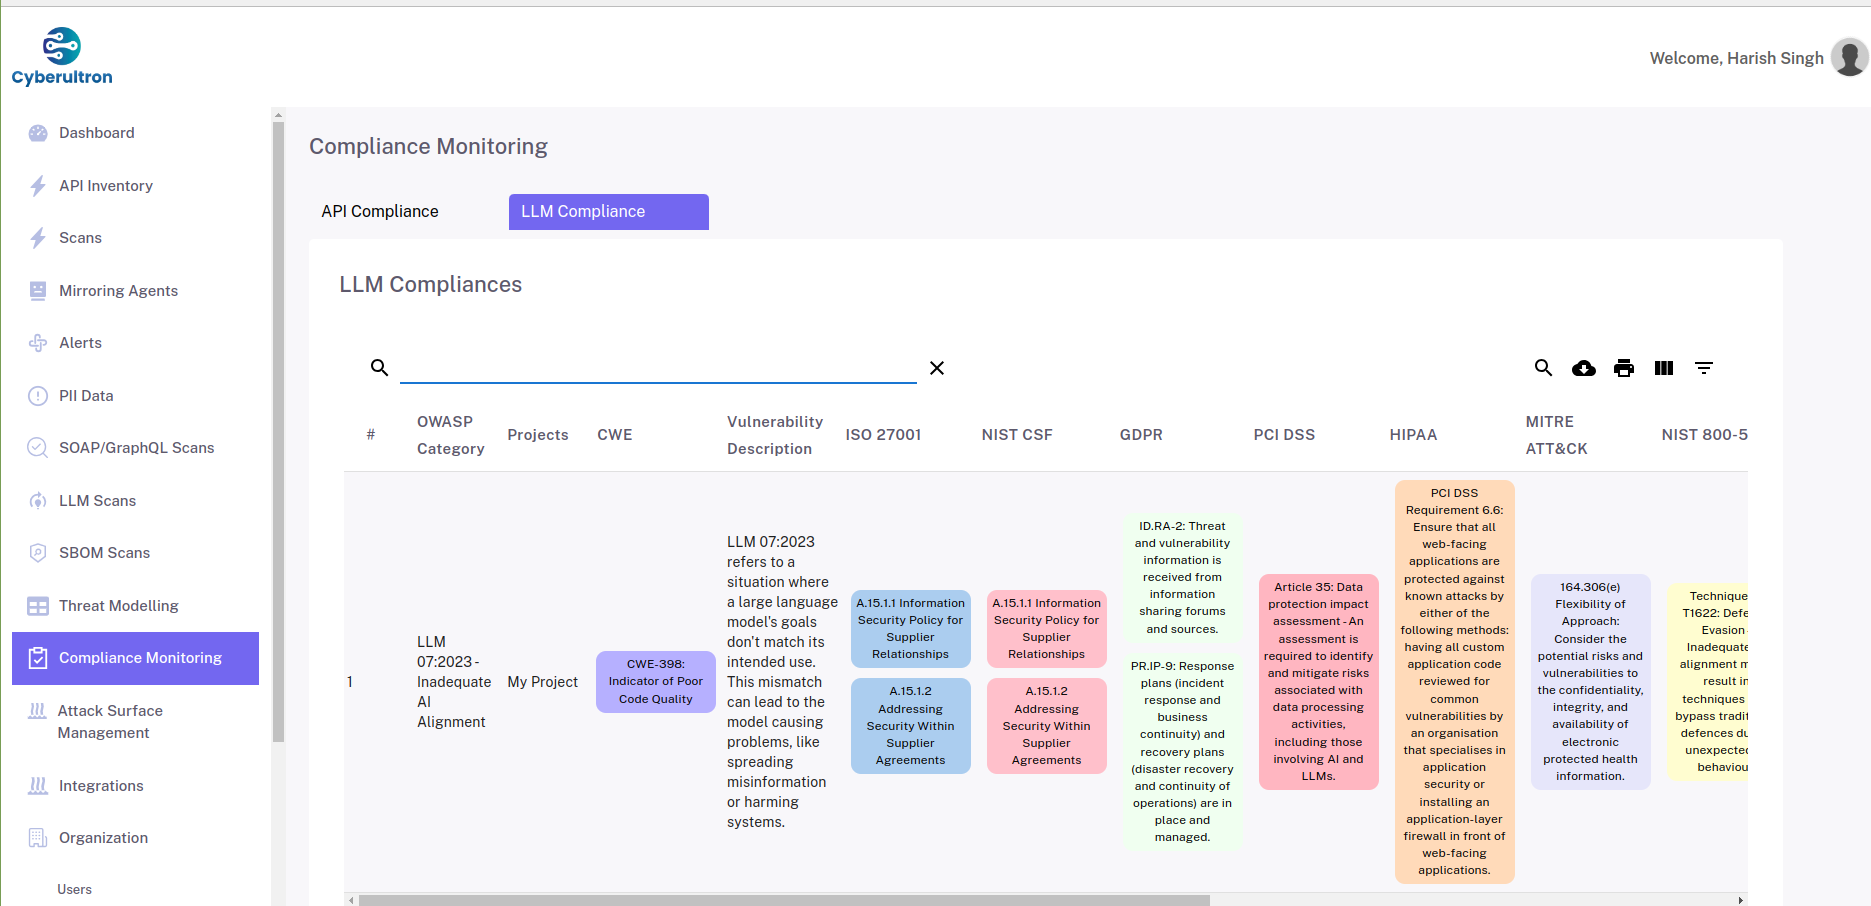 Cyberultron
Welcome, Harish Singh
Dashboard
API Inventory
Scans
Mirroring Agents
Alerts
PII Data
SOAP/GraphQL Scans
LLM Scans
SBOM Scans
Threat Modelling
Compliance Monitoring
Attack Surface
Management
Integrations
Organization
Users
Compliance Monitoring
API Compliance
LLM Compliance
LLM Compliances
#
OWASP
Category
Projects
CWE
Vulnerability
Description
ISO 27001
NIST CSF
GDPR
PCI DSS
HIPAA
MITRE
ATT&CK
NIST 800-5
1
LLM
07:2023 -
Inadequate
AI
Alignment
My Project
CWE-398:
Indicator of Poor
Code Quality
LLM 07:2023
refers to a
situation where
a large language
model's goals
don't match its
intended use.
This mismatch
can lead to the
model causing
problems, like
spreading
misinformation
or harming
systems.
A.15.1.1 Information
Security Policy for
Supplier
Relationships
A.15.1.2
Addressing
Security Within
Supplier
Agreements
A.15.1.1 Information
Security Policy for
Supplier
Relationships
A.15.1.2
Addressing
Security Within
Supplier
Agreements
ID.RA-2: Threat
and vulnerability
information is
received from
information
sharing forums
and sources.
PR.IP-9: Response
plans (incident
response and
business
continuity) and
recovery plans
(disaster recovery
and continuity of
operations) are in
place and
managed.
Article 35: Data
protection impact
assessment - An
assessment is
required to identify
and mitigate risks
associated with
data processing
activities,
including those
involving AI and
LLMs.
PCI DSS
Requirement 6.6:
Ensure that all
web-facing
applications are
protected against
known attacks by
either of the
following methods:
having all custom
application code
reviewed for
common
vulnerabilities by
an organisation
that specialises in
application
security or
installing an
application-layer
firewall in front of
web-facing
applications.
164.306(e)
Flexibility of
Approach:
Consider the
potential risks and
vulnerabilities to
the confidentiality,
integrity, and
availability of
electronic
protected health
information.
Technique
T1622: Defe
Evasion
Inadequate
alignment m
result in
techniques
bypass tradit
defences du
unexpected
behaviou